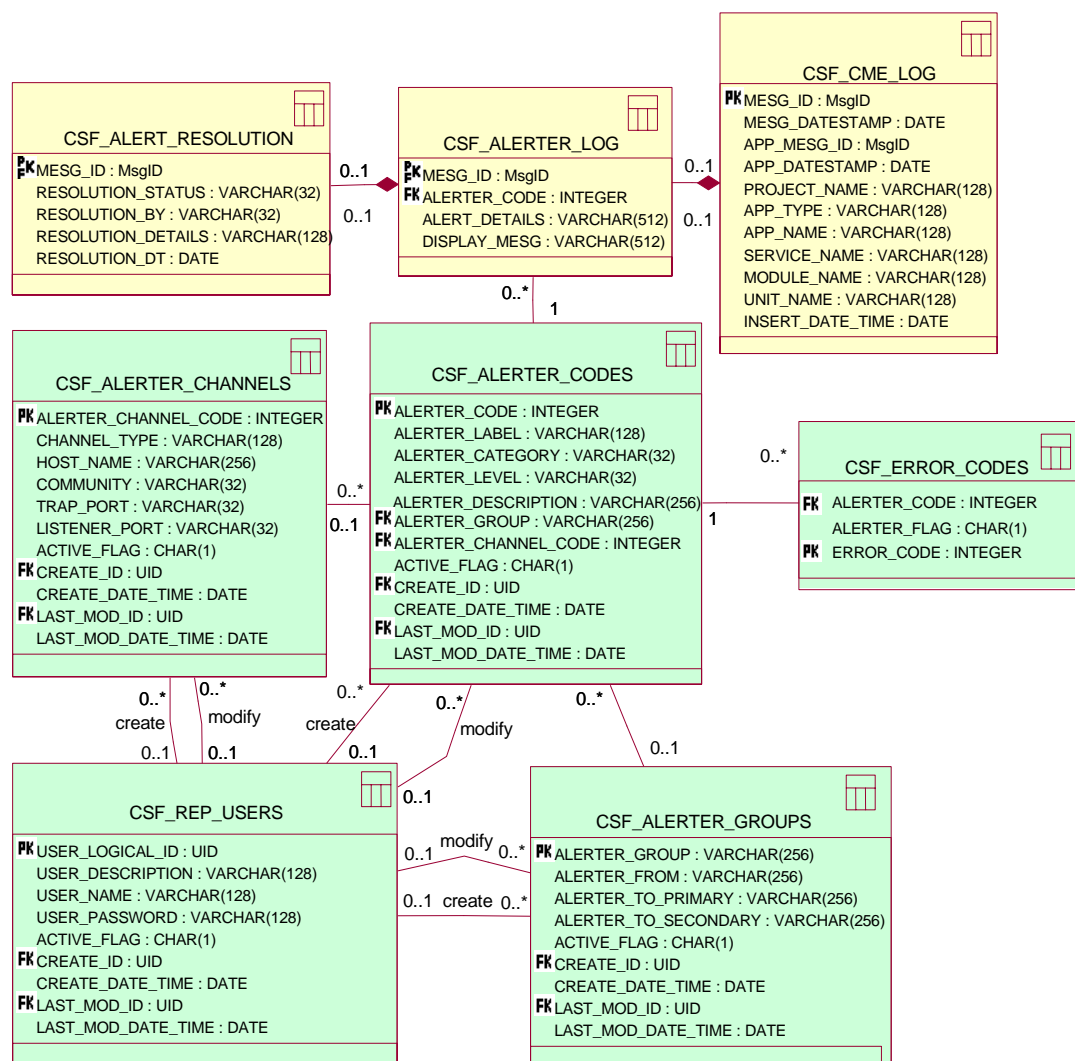 CSF_ALERT_RESOLUTION
PFK MESG_ID : MsgID
RESOLUTION_STATUS : VARCHAR(32)
RESOLUTION_BY : VARCHAR(32)
RESOLUTION_DETAILS : VARCHAR(128)
RESOLUTION_DT : DATE
0..1
0..1
CSF_ALERTER_LOG
PFK MESG_ID : MsgID
FK ALERTER_CODE : INTEGER
ALERT_DETAILS : VARCHAR(512)
DISPLAY_MESG : VARCHAR(512)
0..1
0..1
CSF_CME_LOG
PK MESG_ID : MsgID
MESG_DATESTAMP : DATE
APP_MESG_ID : MsgID
APP_DATESTAMP : DATE
PROJECT_NAME : VARCHAR(128)
APP_TYPE : VARCHAR(128)
APP_NAME : VARCHAR(128)
SERVICE_NAME : VARCHAR(128)
MODULE_NAME : VARCHAR(128)
UNIT_NAME : VARCHAR(128)
INSERT_DATE_TIME : DATE
0..*
1
CSF_ALERTER_CHANNELS
PK ALERTER_CHANNEL_CODE : INTEGER
CHANNEL_TYPE : VARCHAR(128)
HOST_NAME : VARCHAR(256)
COMMUNITY : VARCHAR(32)
TRAP_PORT : VARCHAR(32)
LISTENER_PORT : VARCHAR(32)
ACTIVE_FLAG : CHAR(1)
FK CREATE_ID : UID
CREATE_DATE_TIME : DATE
FK LAST_MOD_ID : UID
LAST_MOD_DATE_TIME : DATE
0..*
0..1
CSF_ALERTER_CODES
PK ALERTER_CODE : INTEGER
ALERTER_LABEL : VARCHAR(128)
ALERTER_CATEGORY : VARCHAR(32)
ALERTER_LEVEL : VARCHAR(32)
ALERTER_DESCRIPTION : VARCHAR(256)
FK ALERTER_GROUP : VARCHAR(256)
FK ALERTER_CHANNEL_CODE : INTEGER
ACTIVE_FLAG : CHAR(1)
FK CREATE_ID : UID
CREATE_DATE_TIME : DATE
FK LAST_MOD_ID : UID
LAST_MOD_DATE_TIME : DATE
0..*
1
CSF_ERROR_CODES
FK ALERTER_CODE : INTEGER
ALERTER_FLAG : CHAR(1)
PK ERROR_CODE : INTEGER
0..*
create
0..1
0..*
modify
0..1
0..*
create
0..1
0..*
modify
0..1
0..*
0..1
CSF_REP_USERS
PK USER_LOGICAL_ID : UID
USER_DESCRIPTION : VARCHAR(128)
USER_NAME : VARCHAR(128)
USER_PASSWORD : VARCHAR(128)
ACTIVE_FLAG : CHAR(1)
FK CREATE_ID : UID
CREATE_DATE_TIME : DATE
FK LAST_MOD_ID : UID
LAST_MOD_DATE_TIME : DATE
0..1 modify 0..*
0..1 create 0..*
CSF_ALERTER_GROUPS
PK ALERTER_GROUP : VARCHAR(256)
ALERTER_FROM : VARCHAR(256)
ALERTER_TO_PRIMARY : VARCHAR(256)
ALERTER_TO_SECONDARY : VARCHAR(256)
ACTIVE_FLAG : CHAR(1)
FK CREATE_ID : UID
CREATE_DATE_TIME : DATE
FK LAST_MOD_ID : UID
LAST_MOD_DATE_TIME : DATE